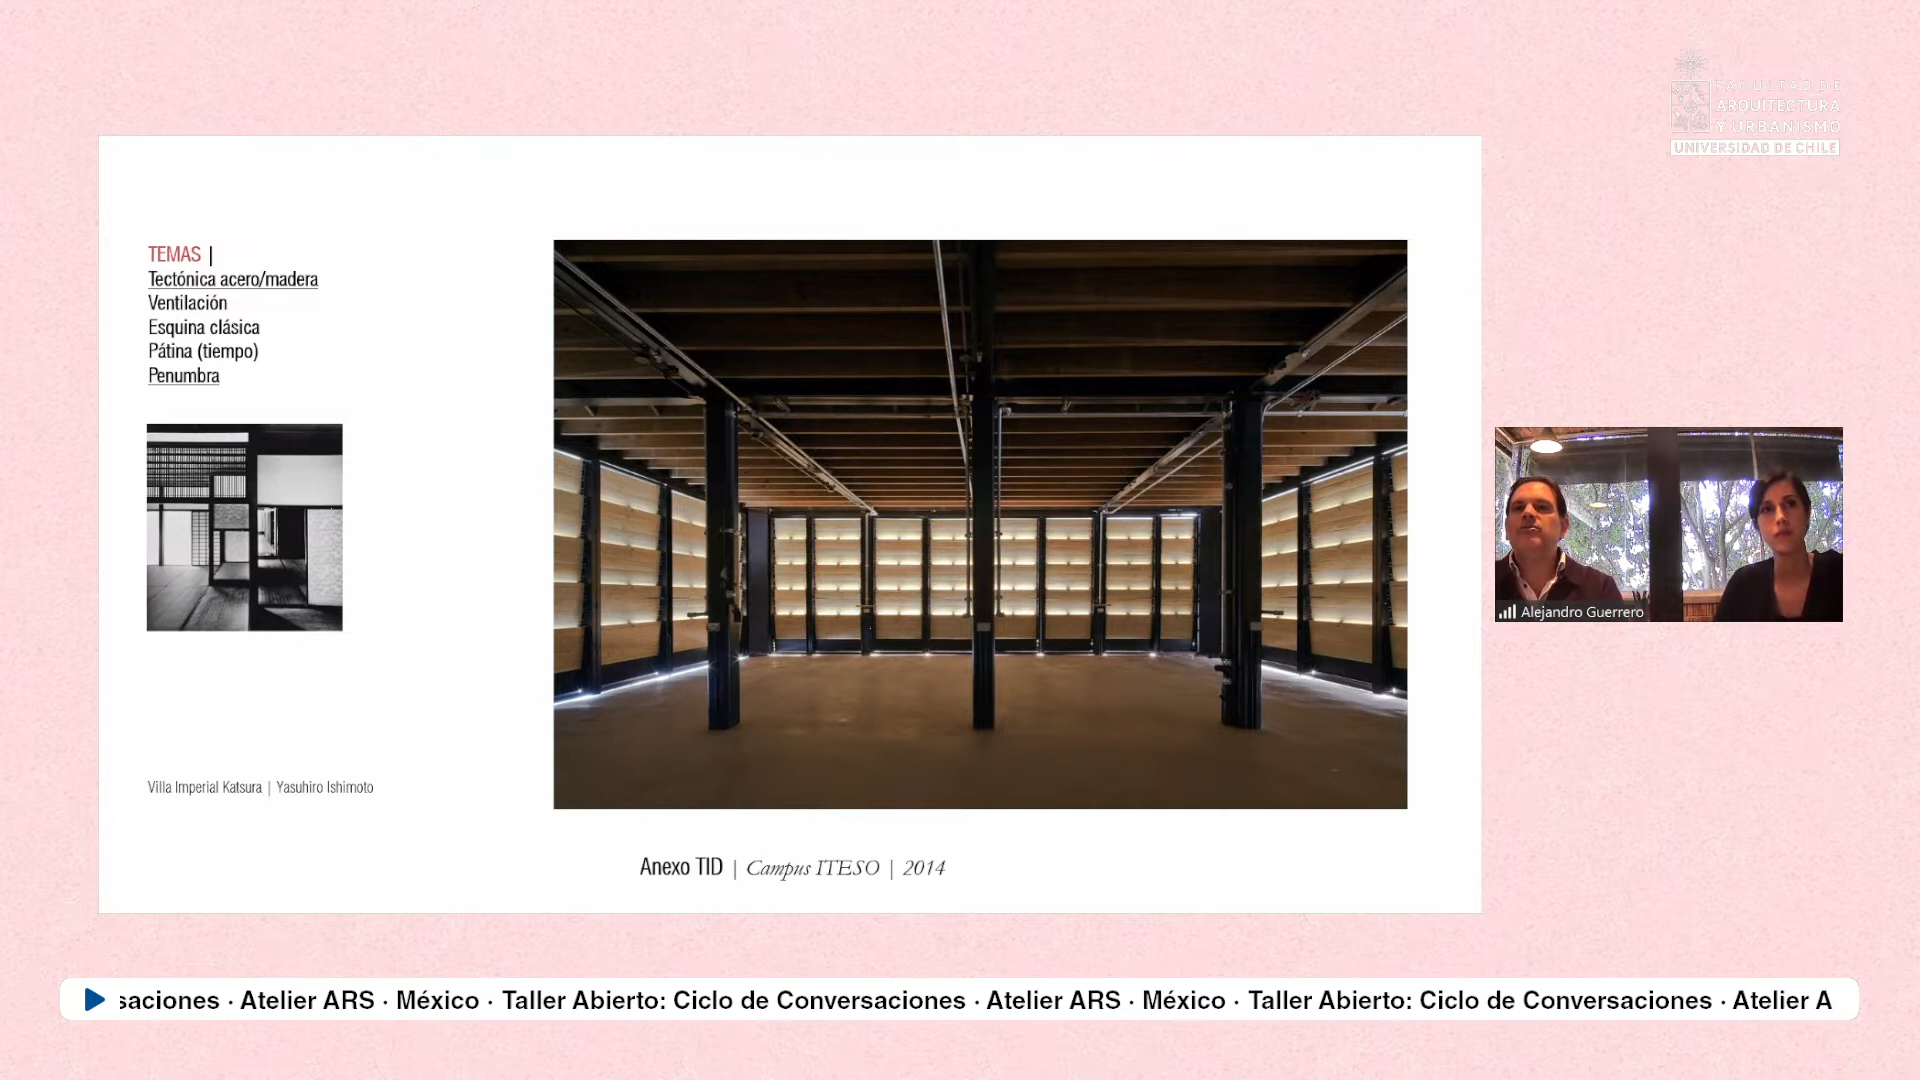 FACULTAD DE
ARQUITECTURA
Y URBANISMO
UNIVERSIDAD DE CHILE
TEMAS |
Tectónica acero/madera
Ventilación
Esquina clásica
Pátina (tiempo)
Penumbra
Villa Imperial Katsura | Yasuhiro Ishimoto
Anexo TID | Campus ITESO | 2014
Alejandro Guerrero
saciones · Atelier ARS · México · Taller Abierto: Ciclo de Conversaciones · Atelier ARS · México · Taller Abierto: Ciclo de Conversaciones · Atelier A